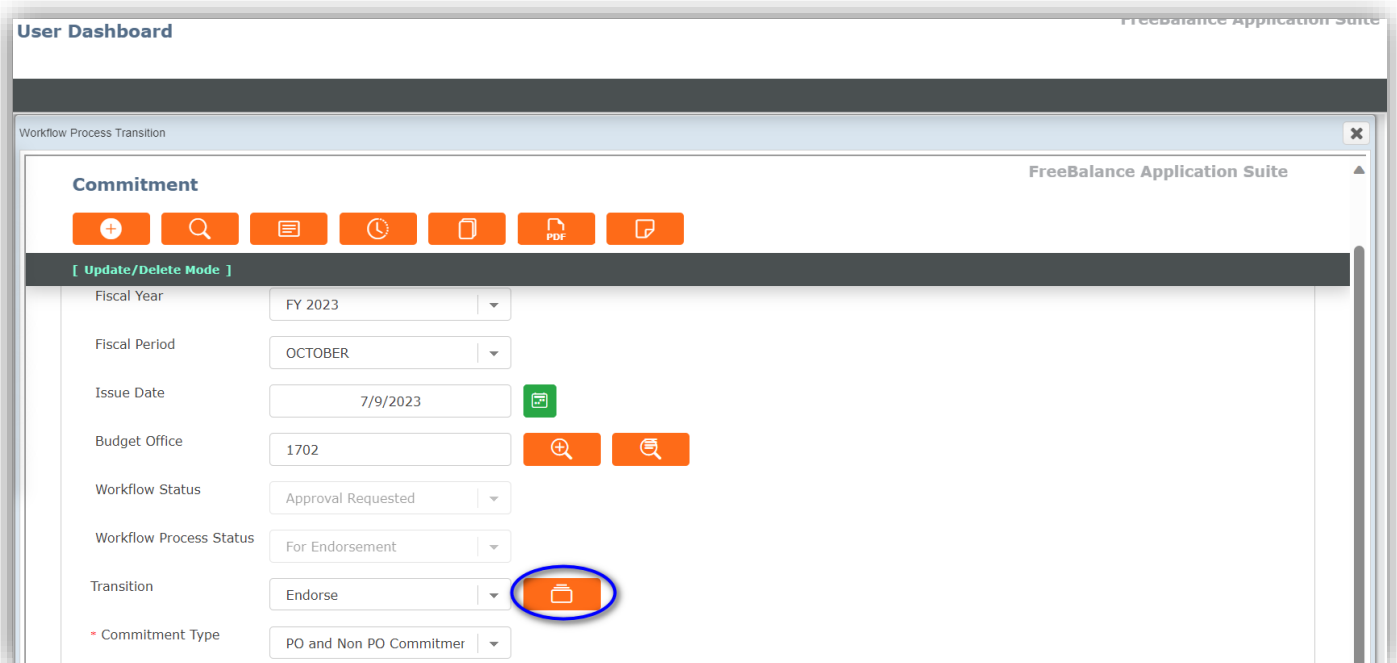 FreeBalance Application Suite
User Dashboard
Workflow Process Transition
FreeBalance Application Suite
Commitment
PDF
[ Update/Delete Mode ]
Fiscal Year
FY 2023
Fiscal Period
OCTOBER
Issue Date
7/9/2023
Budget Office
1702
Workflow Status
Approval Requested
Workflow Process Status
For Endorsement
Transition
Endorse
* Commitment Type
PO and Non PO Commitmer